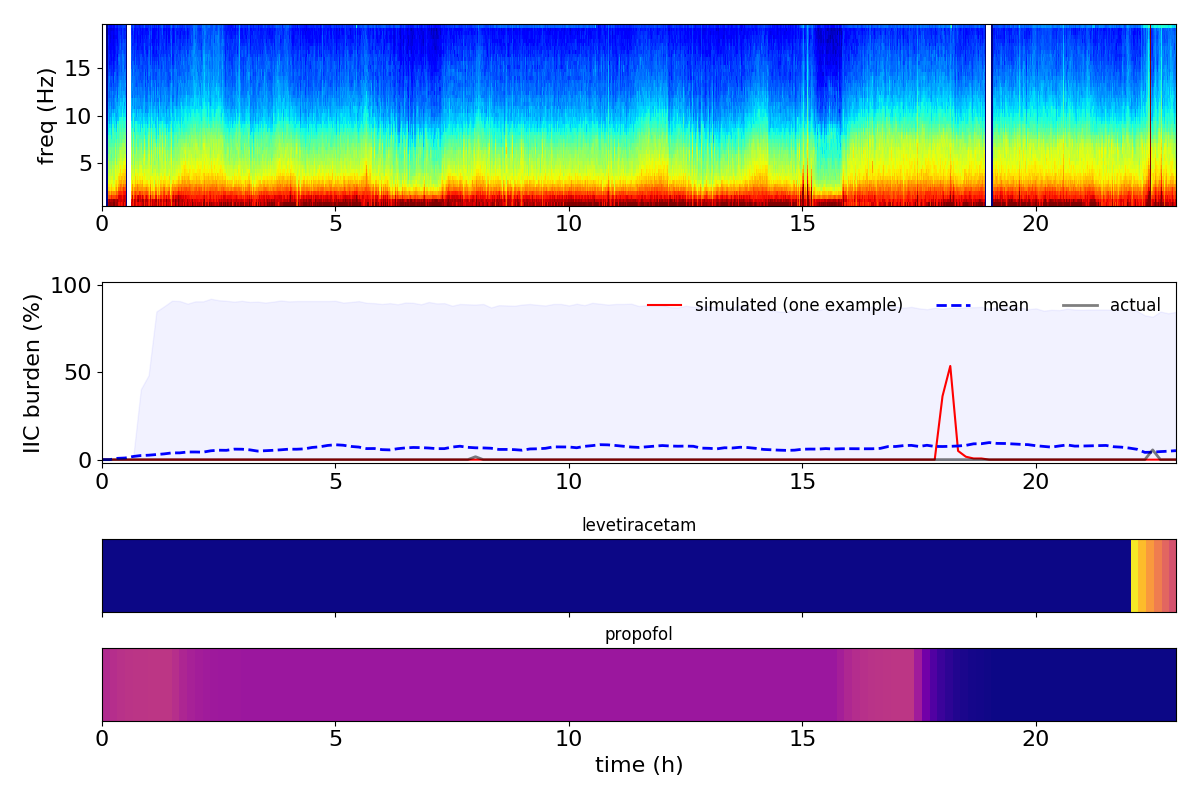 freq (Hz)
15
10
5
0 5 10 15 20
IIC burden (%)
100
50
0
simulated (one example) mean actual
0 5 10 15 20
levetiracetam
propofol
0 5 10 15 20
time (h)